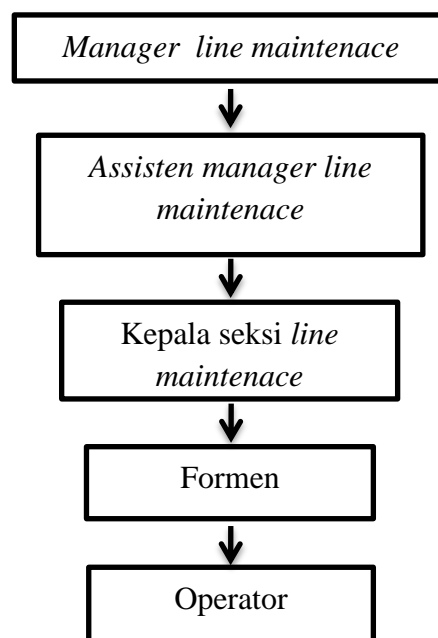 Manager line maintenace
Assisten manager line
maintenace
Kepala seksi line
maintenace
Formen
Operator